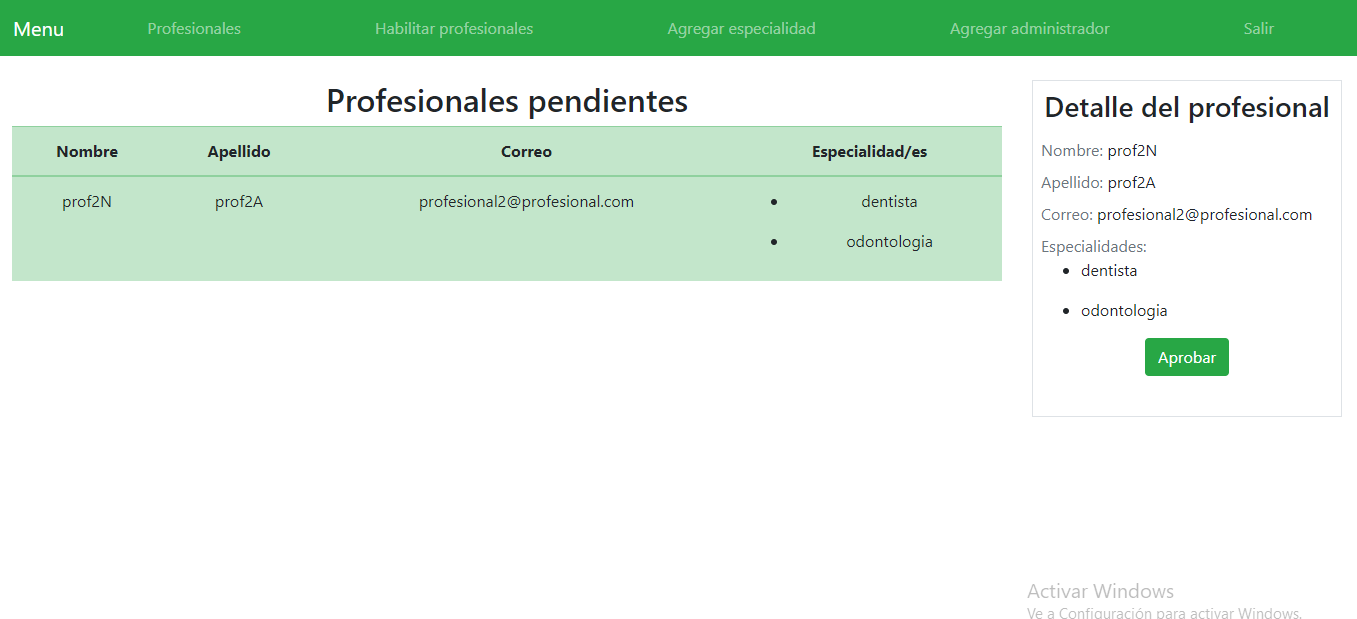 Menu Profesionales Habilitar profesionales Agregar especialidad Agregar administrador Salir
Profesionales pendientes
Nombre Apellido Correo Especialidad/es
prof2N prof2A profesional2@profesional.com • dentista
• odontologia
Detalle del profesional
Nombre: prof2N
Apellido: prof2A
Correo: profesional2@profesional.com
Especialidades:
• dentista
• odontologia
Aprobar
Activar Windows
Ve a Configuración para activar Windows.